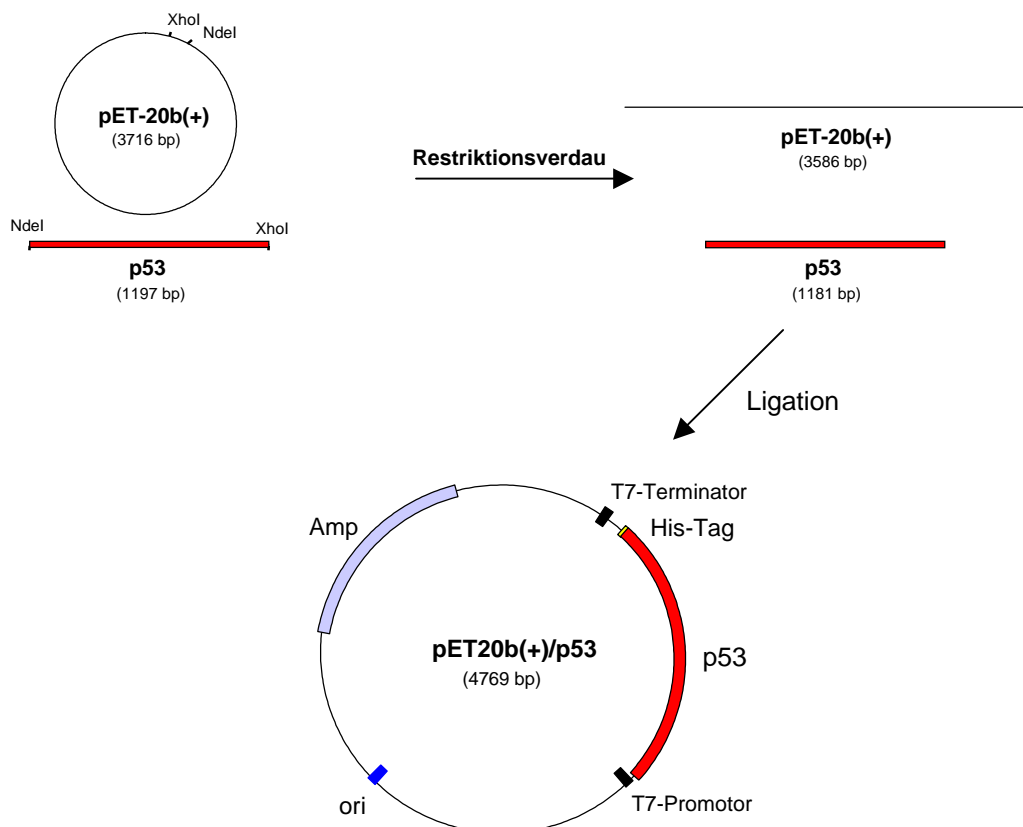 XhoI
NdeI
pET-20b(+)
(3716 bp)
NdeI
XhoI
p53
(1197 bp)
Restriktionsverdau
pET-20b(+)
(3586 bp)
p53
(1181 bp)
Ligation
T7-Terminator
His-Tag
Amp
pET20b(+)/p53
(4769 bp)
p53
ori
T7-Promotor